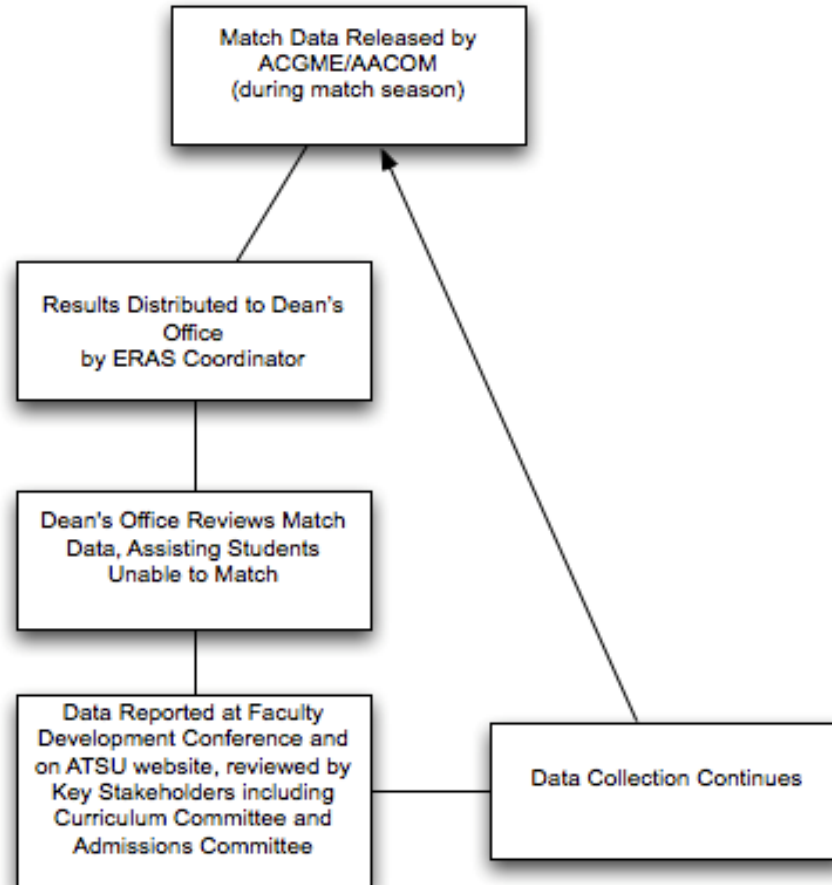 Match Data Released by
ACGME/AACOM
(during match season)
Results Distributed to Dean's
Office
by ERAS Coordinator
Dean's Office Reviews Match
Data, Assisting Students
Unable to Match
Data Reported at Faculty
Development Conference and
on ATSU website, reviewed by
Key Stakeholders including
Curriculum Committee and
Admissions Committee
Data Collection Continues